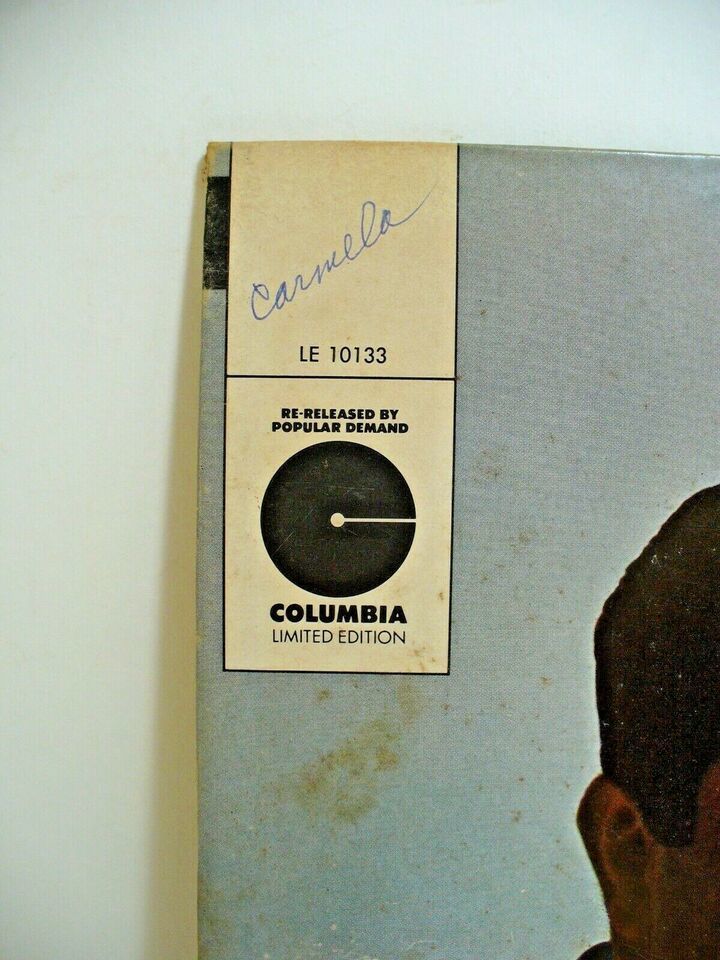 Carmela
LE 10133
RE-RELEASED BY
POPULAR DEMAND
COLUMBIA
LIMITED EDITION